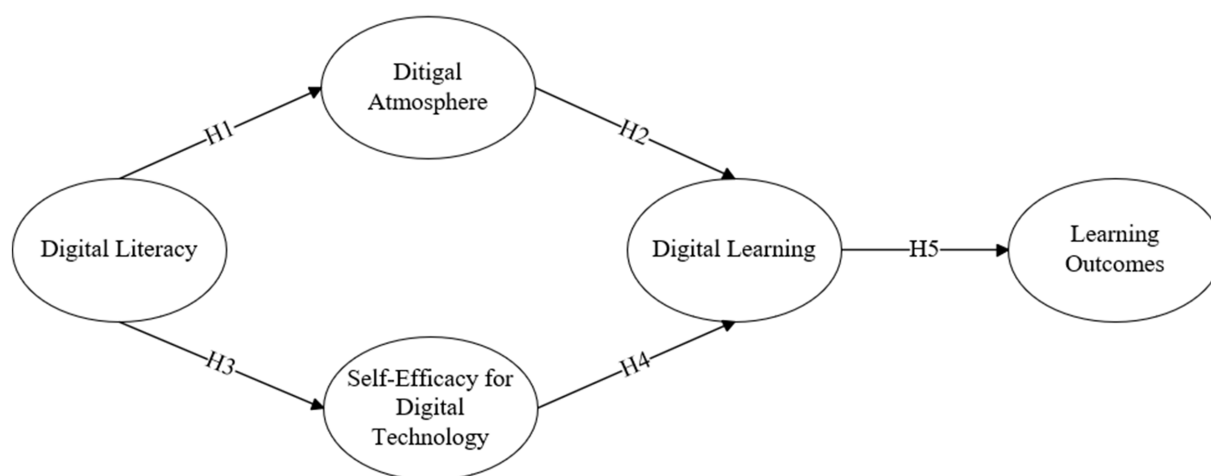 Ditigal
Atmosphere
H1
H2
Digital Literacy
Digital Learning
H5
Learning
Outcomes
H3
H4
Self-Efficacy for
Digital
Technology